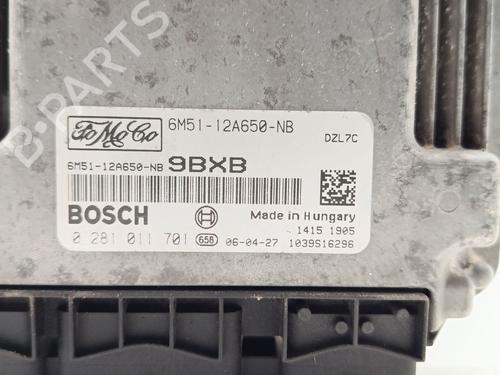 FoMoCo 6M51-12A650-NB
DZL7C
6M51-12A650-NB 9BXB
BOSCH
Made in Hungary
1415 1905
0 281 011 701 65B 06-04-27 1039S16296
B-PARTS